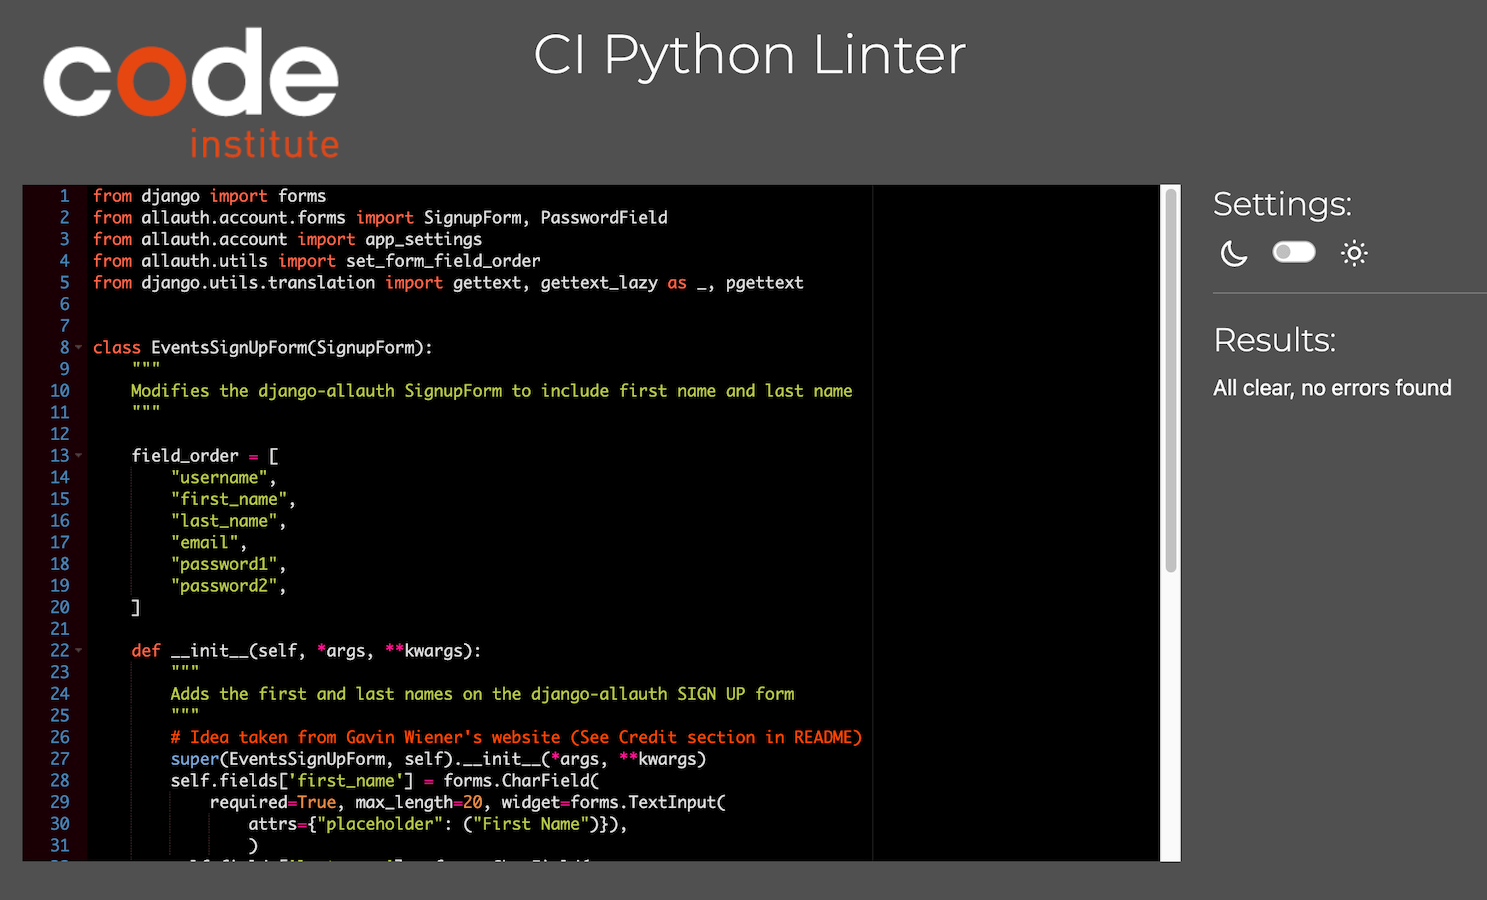 code
institute
CI Python Linter
1 from django import forms
2 from allauth.account.forms import SignupForm, PasswordField
3 from allauth.account import app_settings
4 from allauth.utils import set_form_field_order
5 from django.utils.translation import gettext, gettext_lazy as _, pgettext
6
7
8 class EventsSignUpForm(SignupForm):
9     """
10     Modifies the django-allauth SignupForm to include first name and last name
11     """
12
13     field_order = [
14         "username",
15         "first_name",
16         "last_name",
17         "email",
18         "password1",
19         "password2",
20     ]
21
22     def __init__(self, *args, **kwargs):
23         """
24         Adds the first and last names on the django-allauth SIGN UP form
25         """
26         # Idea taken from Gavin Wiener's website (See Credit section in README)
27         super(EventsSignUpForm, self).__init__(*args, **kwargs)
28         self.fields['first_name'] = forms.CharField(
29             required=True, max_length=20, widget=forms.TextInput(
30                 attrs={"placeholder": ("First Name")}),
31                 )
Settings:
Results:
All clear, no errors found